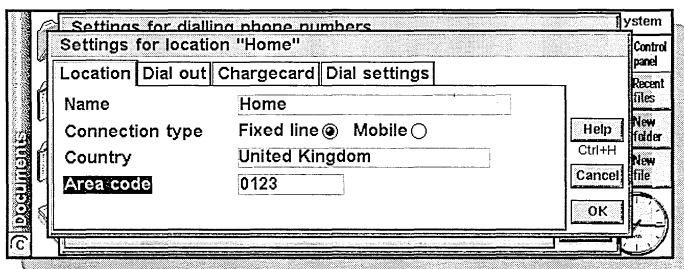 Settings for dialling phone numbers
Settings for location "Home"
Location Dial out Chargecard Dial settings
Name Home
Connection type Fixed line Mobile
Country United Kingdom
Area code 0123
Help
Ctrl+H
Cancel
OK
ystem
Control
panel
Recent
files
New
folder
New
file
Documents
C